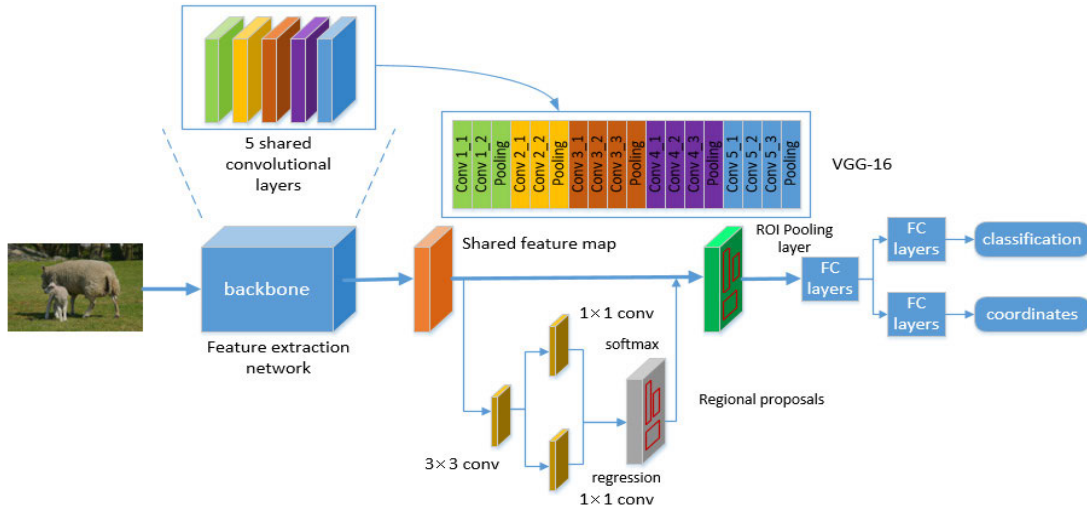 5 shared
convolutional
layers
Conv 1_1
Conv 1_2
Pooling
Conv 2_1
Conv 2_2
Pooling
Conv 3_1
Conv 3_2
Conv 3_3
Pooling
Conv 4_1
Conv 4_2
Conv 4_3
Pooling
Conv 5_1
Conv 5_2
Conv 5_3
Pooling
VGG-16
backbone
Feature extraction
network
Shared feature map
ROI Pooling
layer
FC
layers
FC
layers
classification
FC
layers
coordinates
1×1 conv
softmax
Regional proposals
3×3 conv
regression
1×1 conv